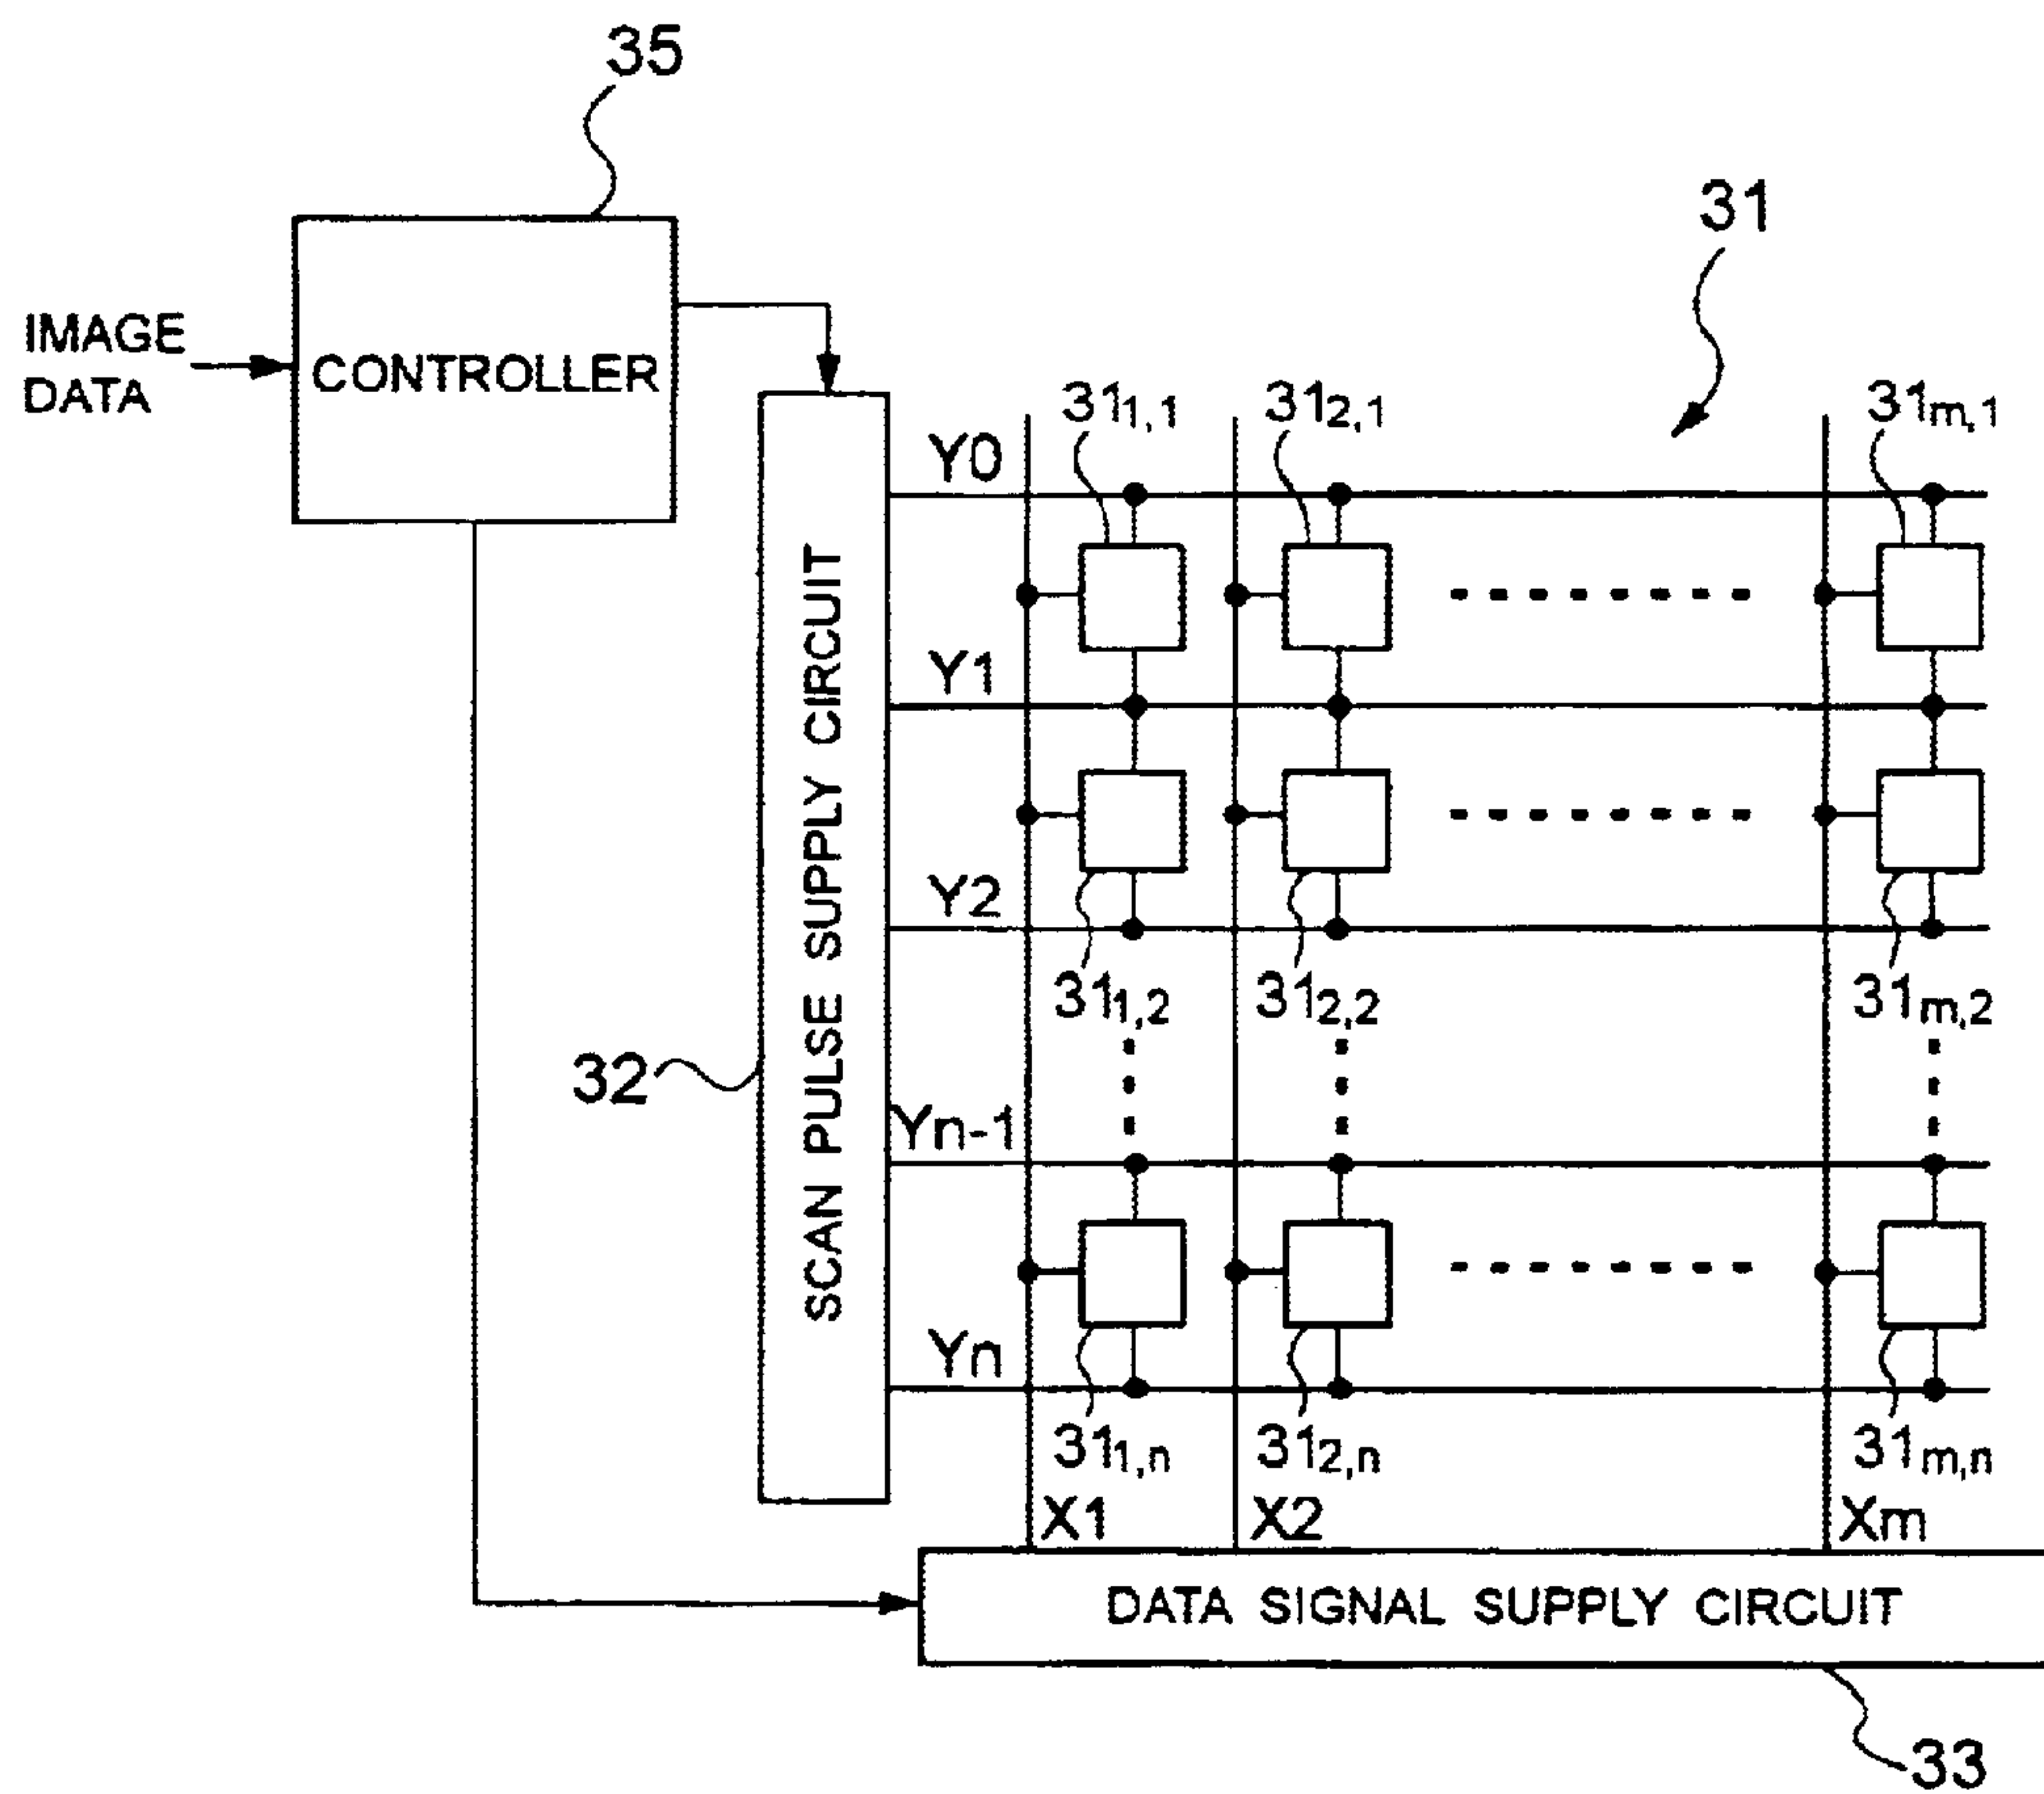 35
31
IMAGE
DATA
CONTROLLER
31₁,₁
31₂,₁
31ₘ,₁
Y0
SCAN PULSE SUPPLY CIRCUIT
Y1
Y2
31₁,₂
31₂,₂
31ₘ,₂
32
Yn-1
Yn
31₁,ₙ
31₂,ₙ
31ₘ,ₙ
X1
X2
Xm
DATA SIGNAL SUPPLY CIRCUIT
33